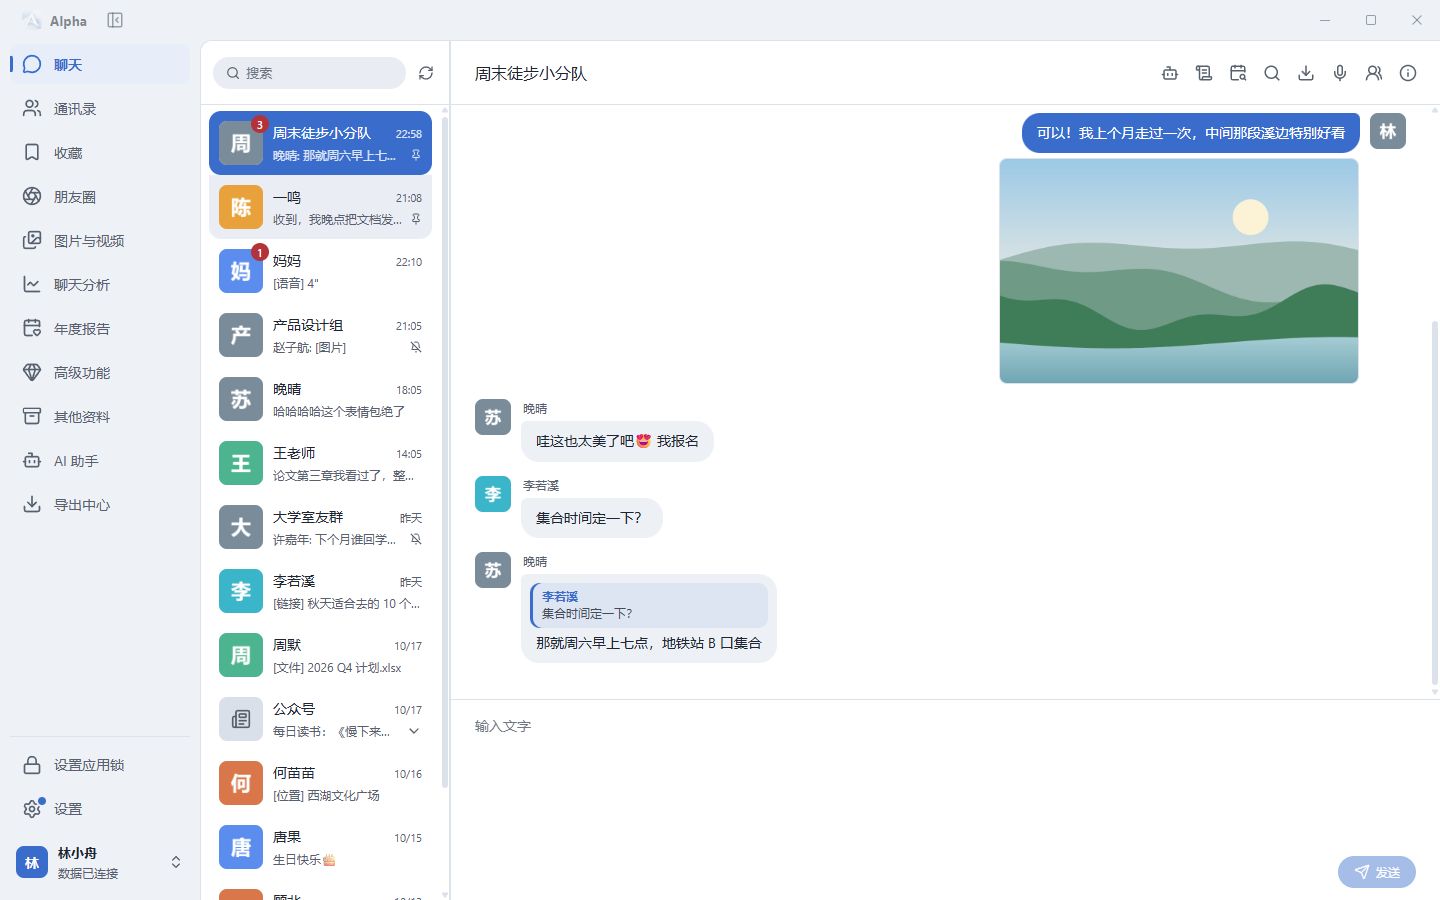 Alpha
聊天
通讯录
收藏
朋友圈
图片与视频
聊天分析
年度报告
高级功能
其他资料
AI 助手
导出中心
设置应用锁
设置
林
林小舟
数据已连接
搜索
周
3
周末徒步小分队
22:58
晚晴: 那就周六早上七...
陈
一鸣
21:08
收到，我晚点把文档发...
妈
1
妈妈
22:10
[语音] 4"
产
产品设计组
21:05
赵子航: [图片]
苏
晚晴
18:05
哈哈哈哈这个表情包绝了
王
王老师
14:05
论文第三章我看过了，整...
大
大学室友群
昨天
许嘉年: 下个月谁回学...
李
李若溪
昨天
[链接] 秋天适合去的 10 个...
周
周默
10/17
[文件] 2026 Q4 计划.xlsx
公众号
10/17
每日读书：《慢下来...
何
何苗苗
10/16
[位置] 西湖文化广场
唐
唐果
10/15
生日快乐🎂
周末徒步小分队
可以！我上个月走过一次，中间那段溪边特别好看
林
苏
晚晴
哇这也太美了吧😍 我报名
李
李若溪
集合时间定一下？
苏
晚晴
李若溪
集合时间定一下？
那就周六早上七点，地铁站 B 口集合
输入文字
发送